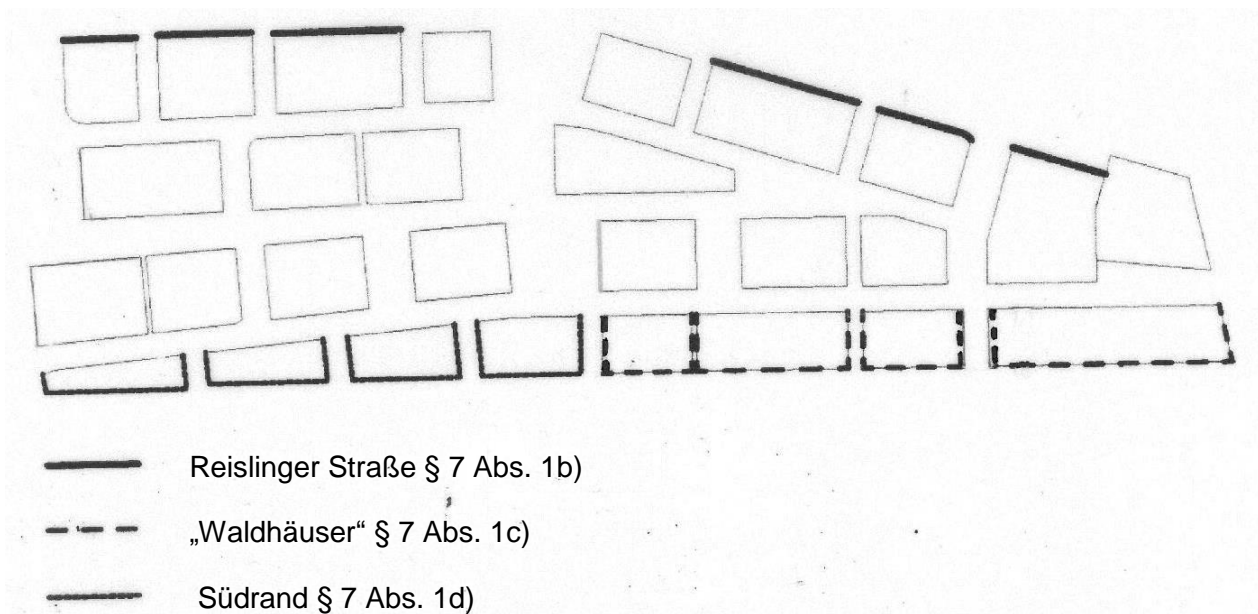 Reislinger Straße § 7 Abs. 1b)
„Waldhäuser“ § 7 Abs. 1c)
Südrand § 7 Abs. 1d)